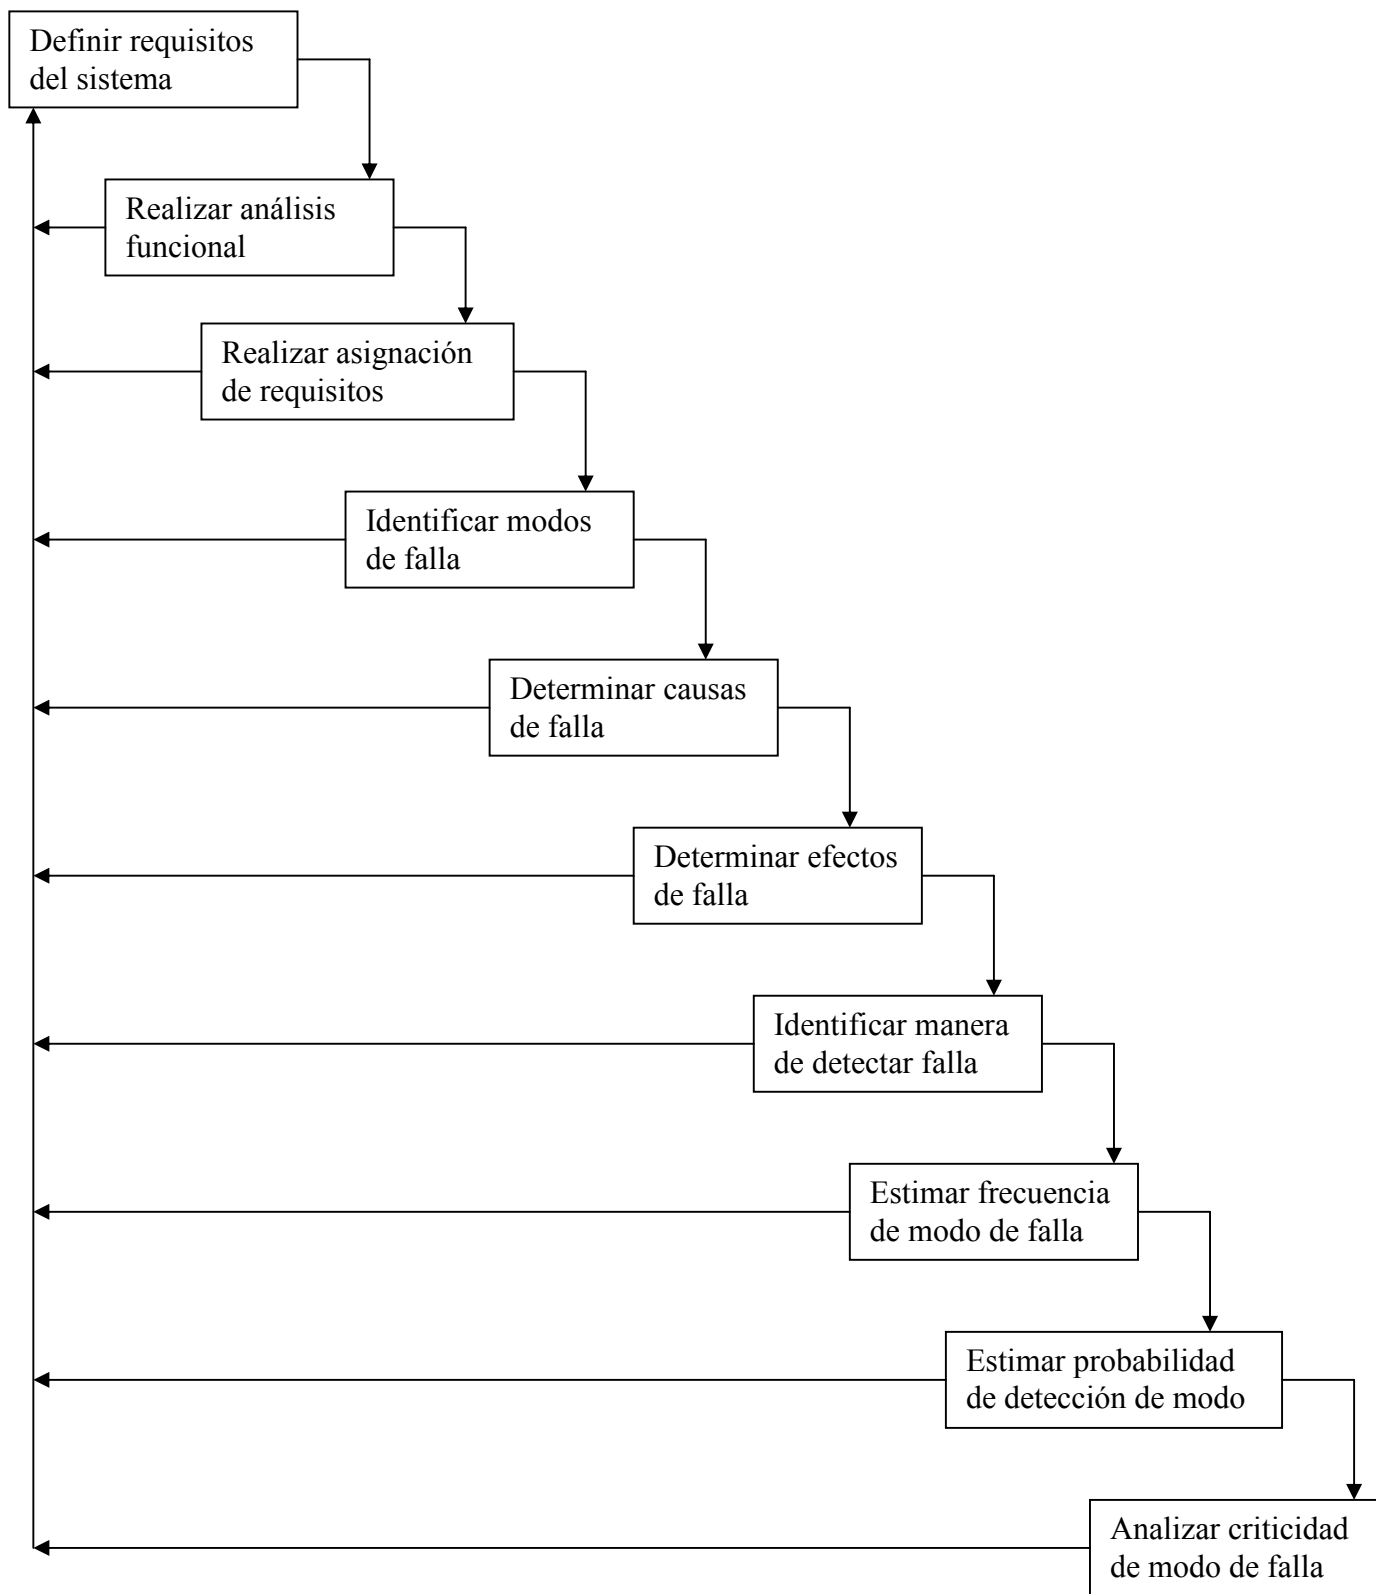 Definir requisitos
del sistema
Realizar análisis
funcional
Realizar asignación
de requisitos
Identificar modos
de falla
Determinar causas
de falla
Determinar efectos
de falla
Identificar manera
de detectar falla
Estimar frecuencia
de modo de falla
Estimar probabilidad
de detección de modo
Analizar criticidad
de modo de falla